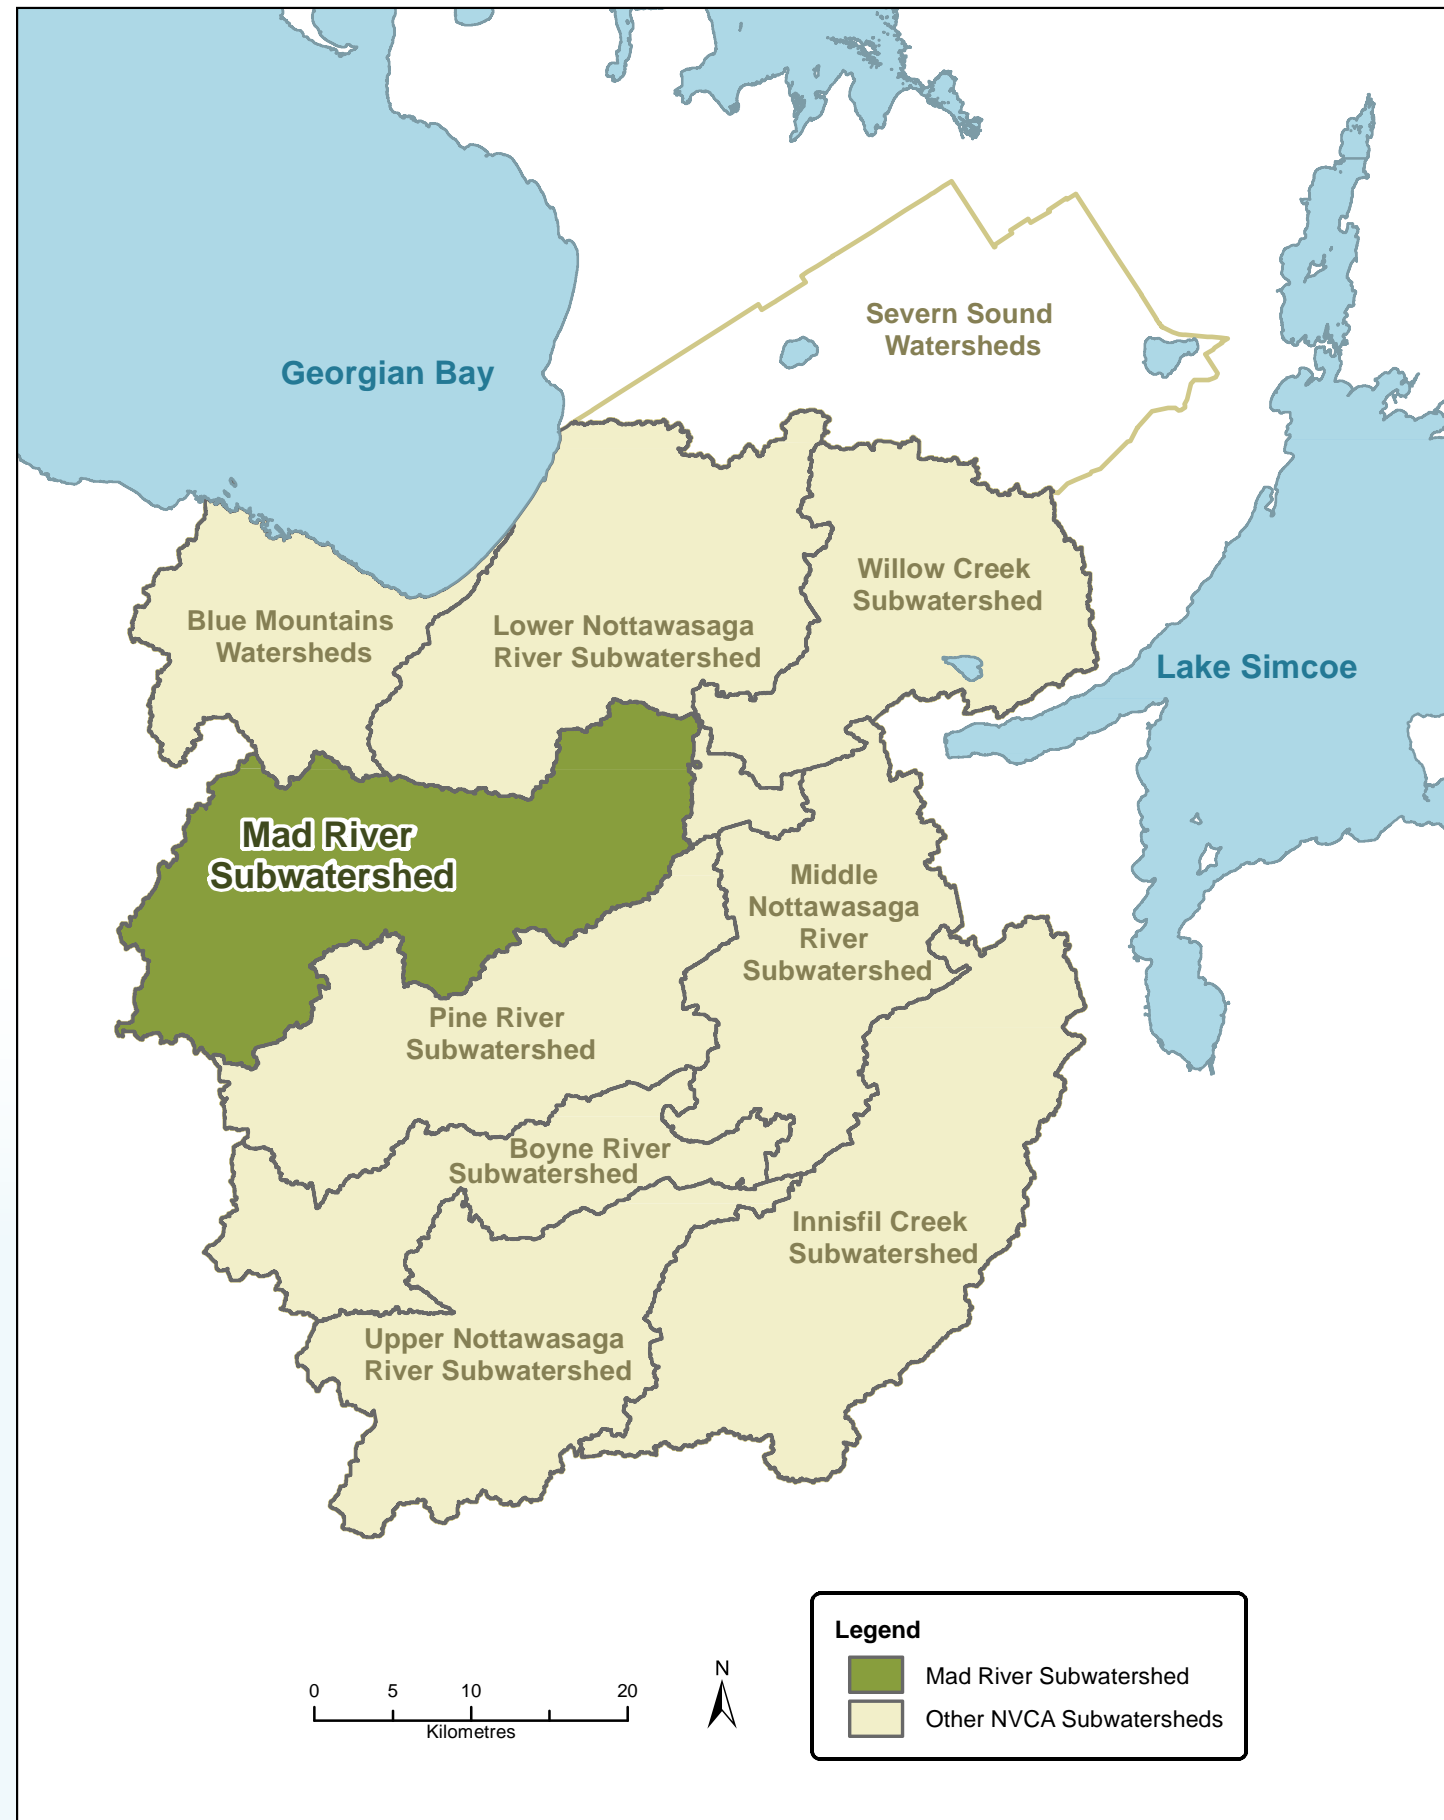 Severn Sound
Watersheds
Georgian Bay
Willow Creek
Subwatershed
Blue Mountains
Watersheds
Lower Nottawasaga
River Subwatershed
Lake Simcoe
Mad River
Subwatershed
Middle
Nottawasaga
River
Subwatershed
Pine River
Subwatershed
Boyne River
Subwatershed
Innisfil Creek
Subwatershed
Upper Nottawasaga
River Subwatershed
Legend
Mad River Subwatershed
Other NVCA Subwatersheds
0 5 10 20
Kilometres
N